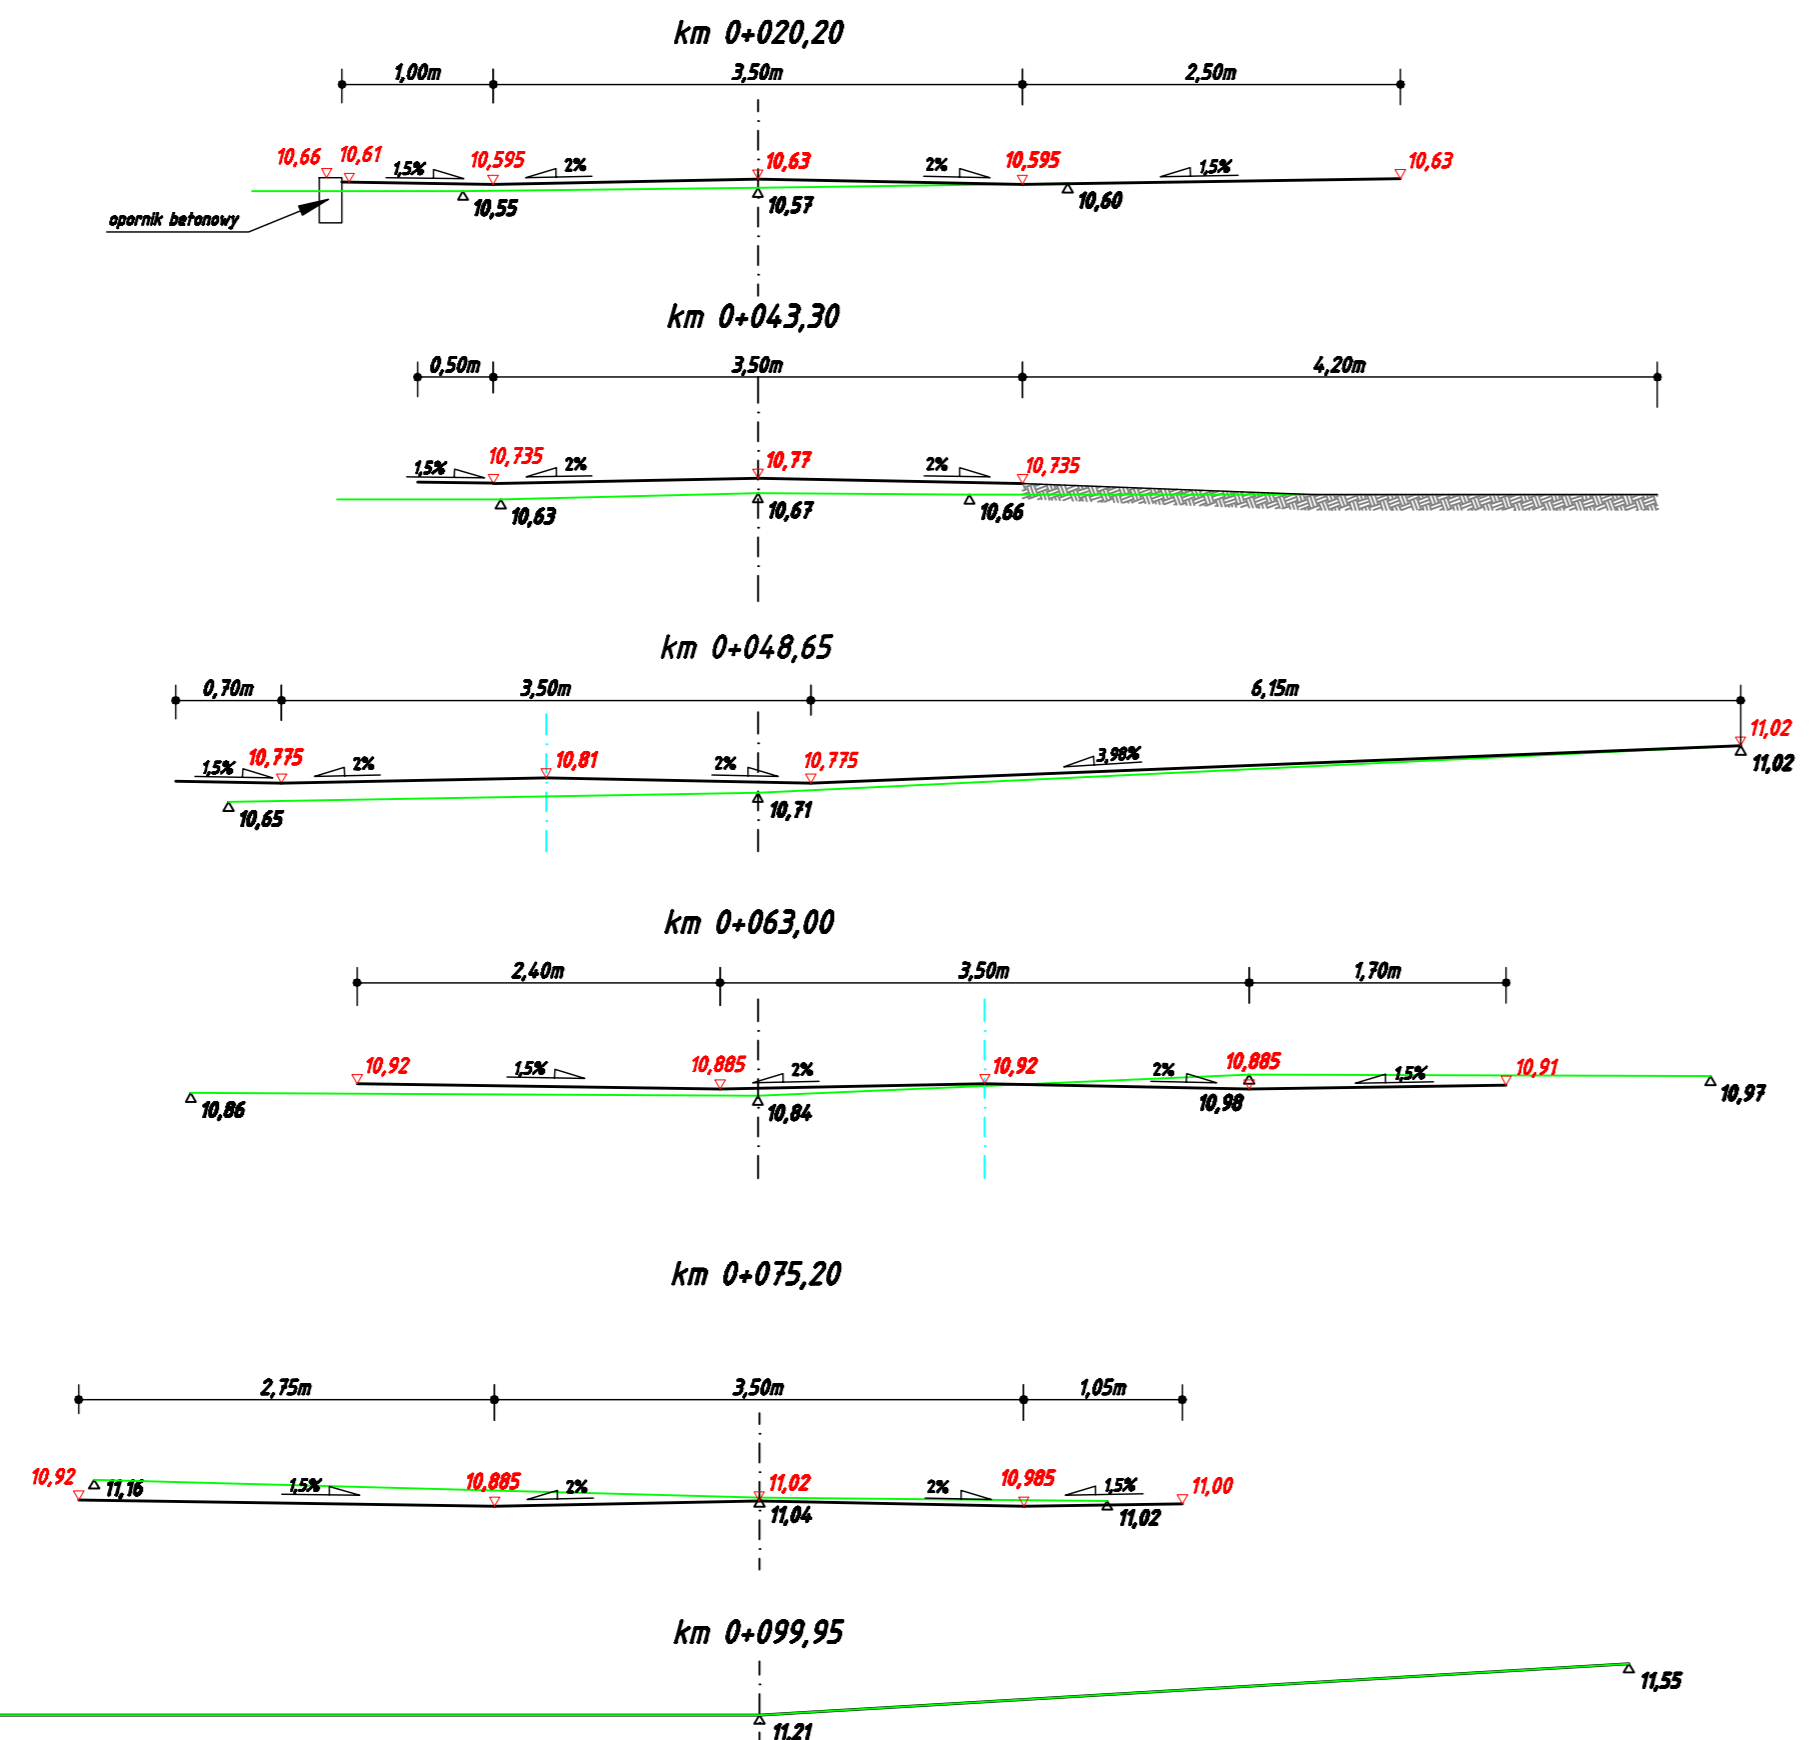 km 0+020,20
1,00m 3,50m 2,50m
10,66 10,61 1,5% 10,595 2% 10,63 2% 10,595 1,5% 10,63
10,55 10,57 10,60
opornik betonowy
km 0+043,30
0,50m 3,50m 4,20m
1,5% 10,735 2% 10,77 2% 10,735
10,63 10,67 10,66
km 0+048,65
0,70m 3,50m 6,15m
11,02
1,5% 10,775 2% 10,81 2% 10,775 3,98%
11,02
10,65 10,71
km 0+063,00
2,40m 3,50m 1,70m
10,92 1,5% 10,885 2% 10,92 2% 10,885 1,5% 10,91
10,86 10,84 10,98 10,97
km 0+075,20
2,75m 3,50m 1,05m
10,92 11,16 1,5% 10,885 2% 11,02 2% 10,985 1,5% 11,00
11,04 11,02
km 0+099,95
11,55
11,21